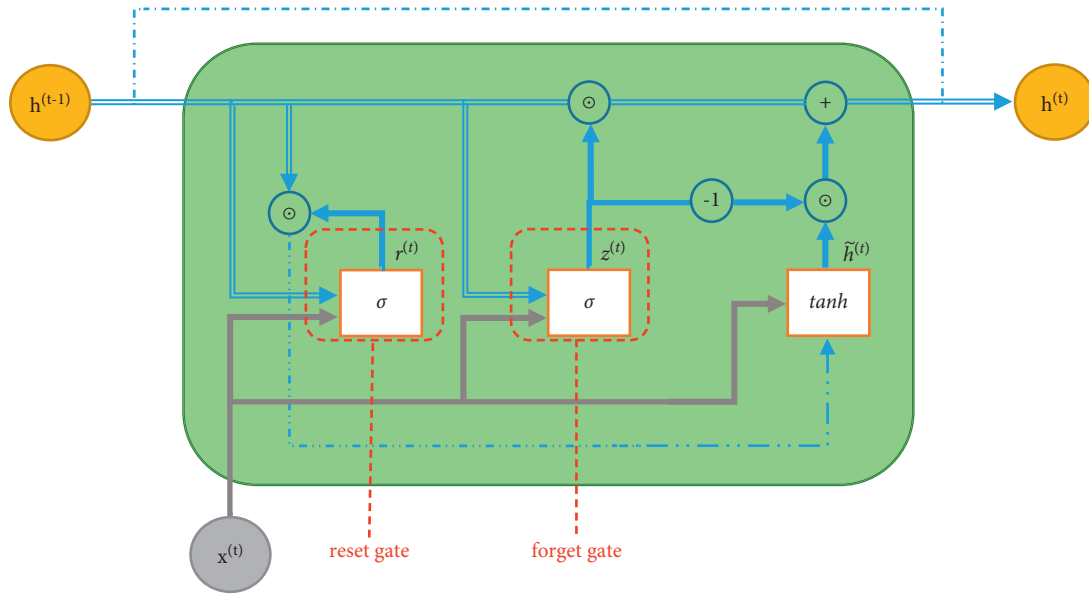 h(t-1)
⊙
+
h(t)
⊙
-1
⊙
r(t)
z(t)
h̃(t)
σ
σ
tanh
x(t)
reset gate
forget gate